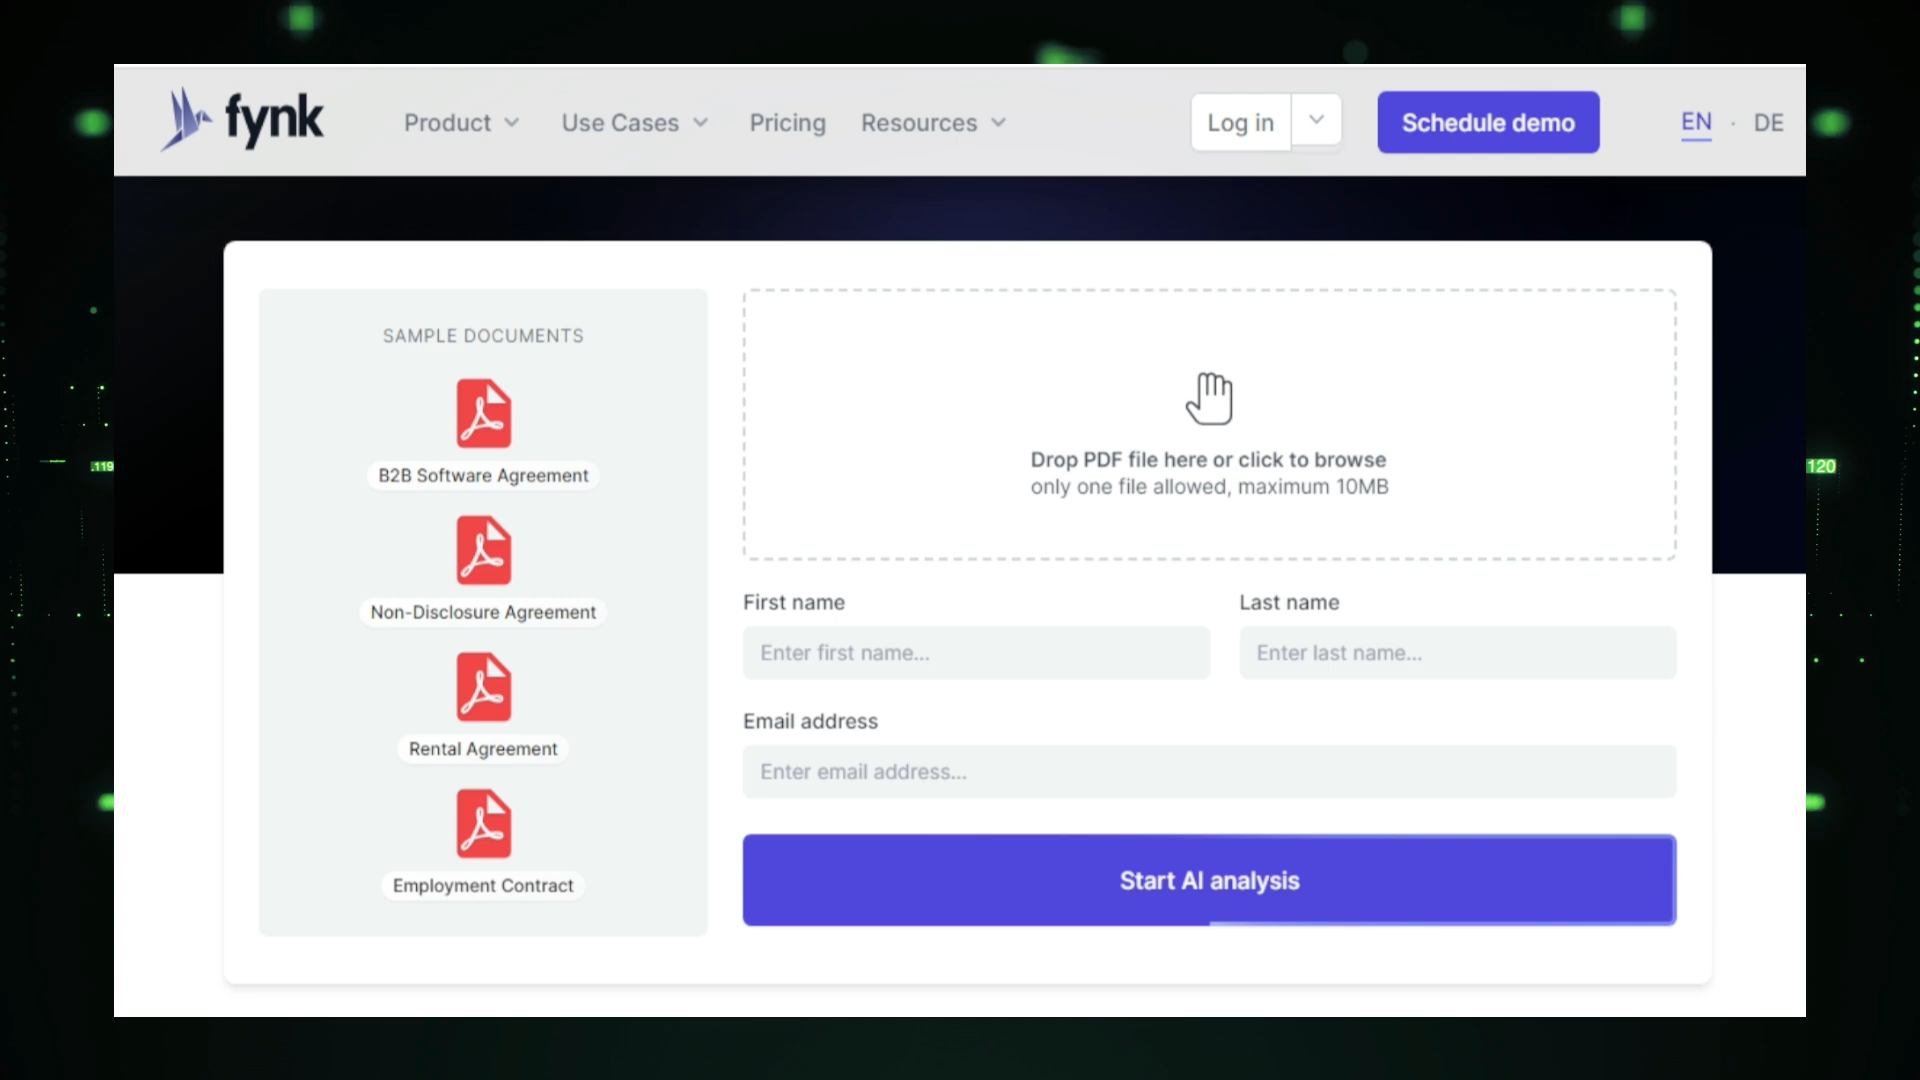 fynk
Product
Use Cases
Pricing
Resources
Log in
Schedule demo
EN · DE
SAMPLE DOCUMENTS
B2B Software Agreement
Non-Disclosure Agreement
Rental Agreement
Employment Contract
Drop PDF file here or click to browse
only one file allowed, maximum 10MB
First name
Last name
Enter first name...
Enter last name...
Email address
Enter email address...
Start AI analysis
.119
120